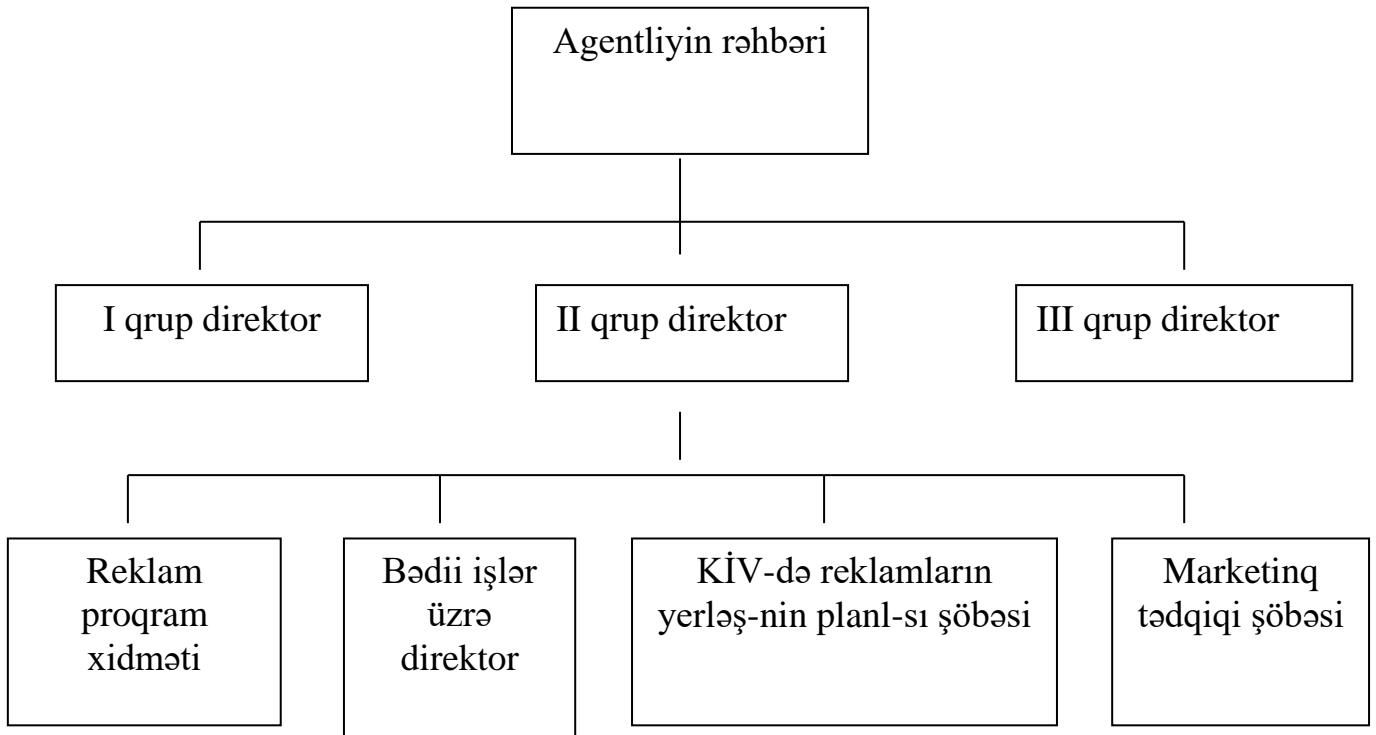 Agentliyin rəhbəri
I qrup direktor
II qrup direktor
III qrup direktor
Reklam
proqram
xidməti
Bədii işlər
üzrə
direktor
KİV-də reklamların
yerləş-nin planl-sı şöbəsi
Marketinq
tədqiqi şöbəsi